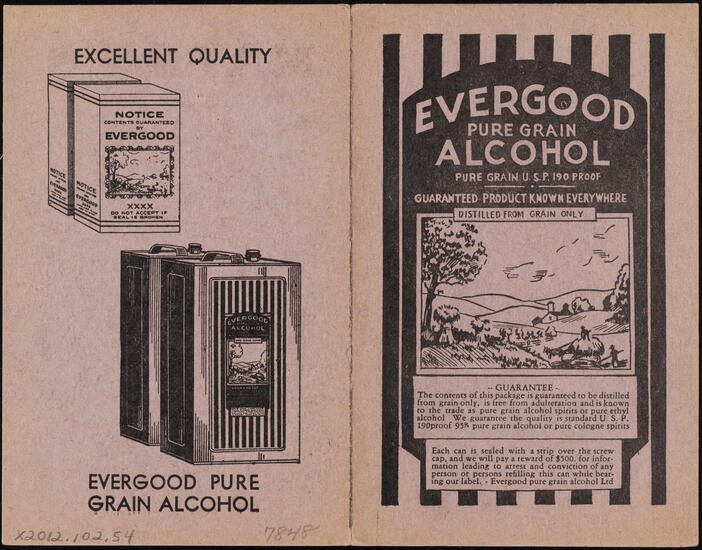 EXCELLENT QUALITY
NOTICE
CONTENTS GUARANTEED
BY
EVERGOOD
XXXX
DO NOT ACCEPT IF
SEAL IS BROKEN
NOTICE
EVERGOOD
NOTICE
EVERGOOD
EVERGOOD
ALCOHOL
EVERGOOD PURE
GRAIN ALCOHOL
X2012.102.54
7848
EVERGOOD
PURE GRAIN
ALCOHOL
PURE GRAIN U.S.P. 190 PROOF
GUARANTEED PRODUCT KNOWN EVERYWHERE
DISTILLED FROM GRAIN ONLY
- GUARANTEE -
The contents of this package is guaranteed to be distilled
from grain only, is free from adulteration and is known
to the trade as pure grain alcohol spirits or pure ethyl
alcohol We guarantee the quality is standard U. S. P.
190proof 95% pure grain alcohol or pure cologne spitits
Each can is sealed with a strip over the screw
cap, and we will pay a reward of $500. for infor-
mation leading to arrest and conviction of any
person or persons refilling this can while bear-
ing our label. - Evergood pure grain alcohol Ltd